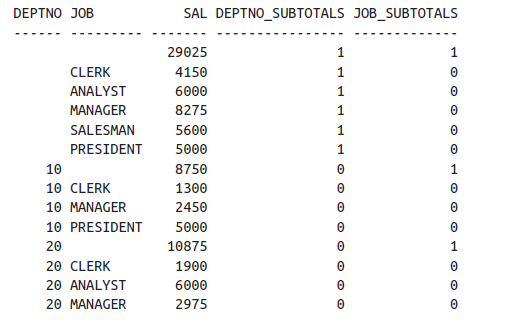 DEPTNO JOB             SAL DEPTNO_SUBTOTALS JOB_SUBTOTALS
------ --------- ------- ---------------- -------------
                   29025                1             1
       CLERK        4150                1             0
       ANALYST      6000                1             0
       MANAGER      8275                1             0
       SALESMAN     5600                1             0
       PRESIDENT    5000                1             0
    10              8750                0             1
    10 CLERK        1300                0             0
    10 MANAGER      2450                0             0
    10 PRESIDENT    5000                0             0
    20             10875                0             1
    20 CLERK        1900                0             0
    20 ANALYST      6000                0             0
    20 MANAGER      2975                0             0